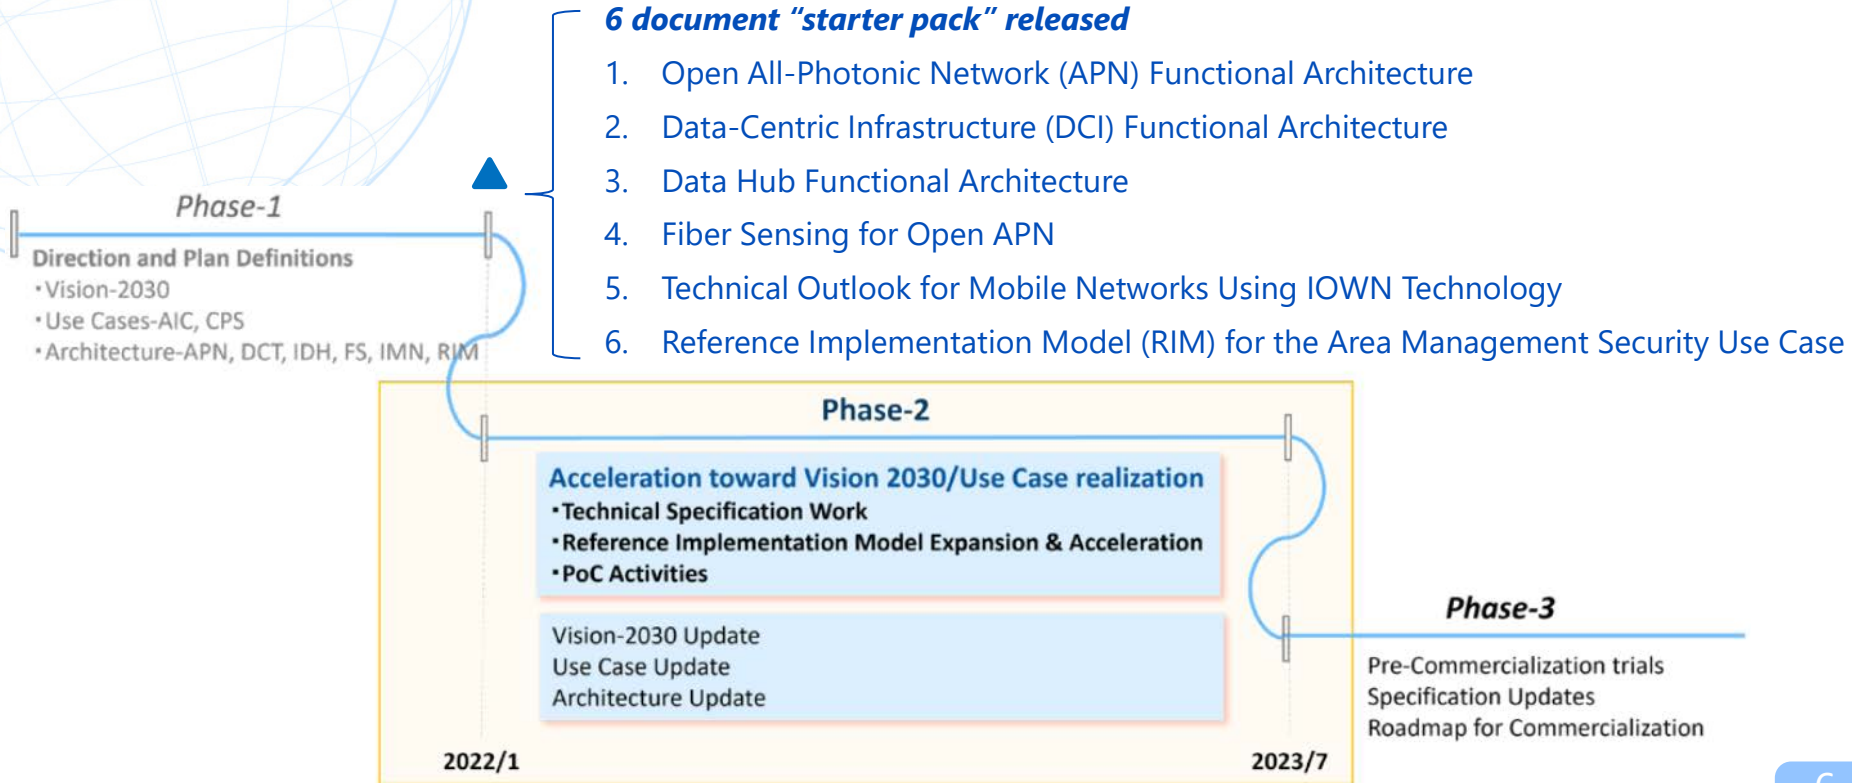 6 document “starter pack” released
1. Open All-Photonic Network (APN) Functional Architecture
2. Data-Centric Infrastructure (DCI) Functional Architecture
3. Data Hub Functional Architecture
4. Fiber Sensing for Open APN
5. Technical Outlook for Mobile Networks Using IOWN Technology
6. Reference Implementation Model (RIM) for the Area Management Security Use Case
Phase-1
Direction and Plan Definitions
・Vision-2030
・Use Cases-AIC, CPS
・Architecture-APN, DCT, IDH, FS, IMN, RIM
Phase-2
Acceleration toward Vision 2030/Use Case realization
・Technical Specification Work
・Reference Implementation Model Expansion & Acceleration
・PoC Activities
Vision-2030 Update
Use Case Update
Architecture Update
2022/1
2023/7
Phase-3
Pre-Commercialization trials
Specification Updates
Roadmap for Commercialization
6